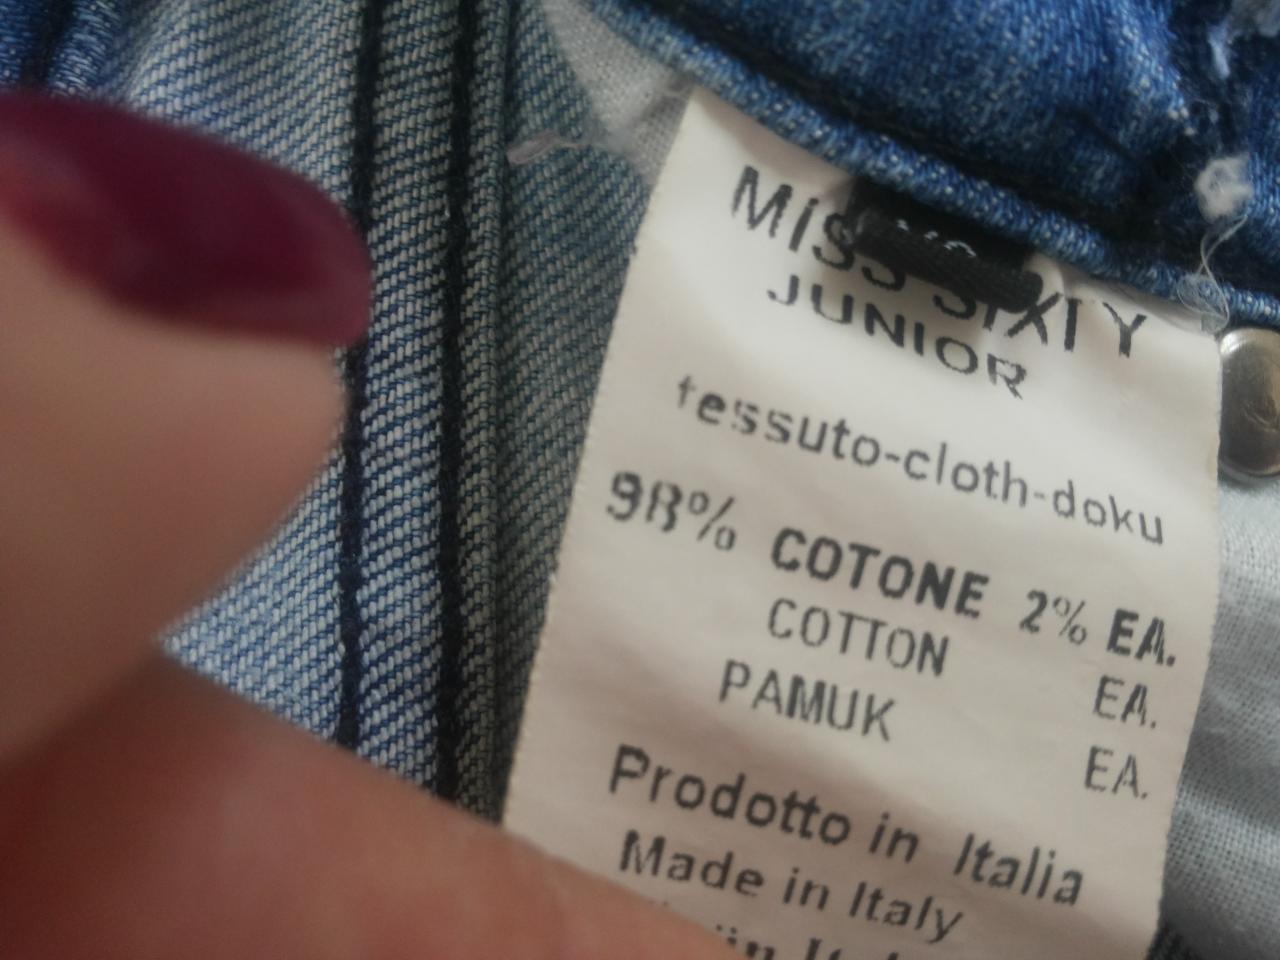 MISS SIXTY
JUNIOR
tessuto-cloth-doku
98% COTONE 2% EA.
COTTON EA.
PAMUK EA.
Prodotto in Italia
Made in Italy